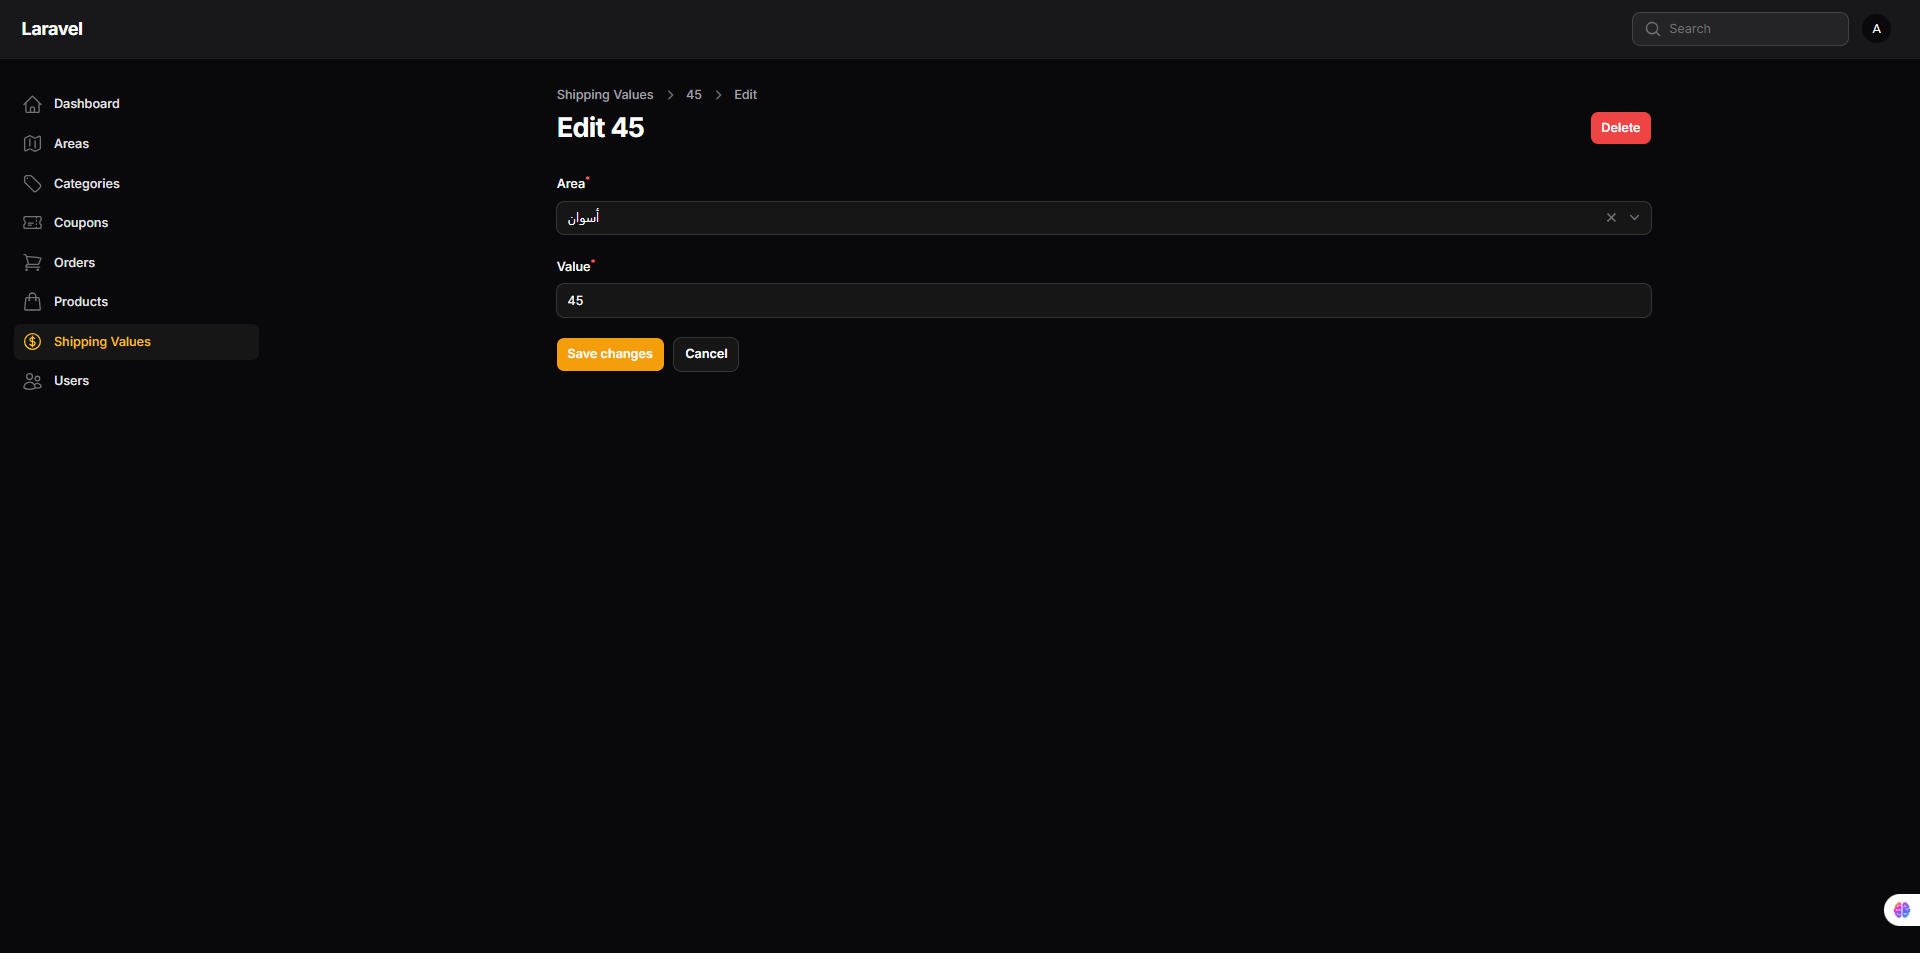 Laravel
Search
A
Dashboard
Areas
Categories
Coupons
Orders
Products
Shipping Values
Users
Shipping Values > 45 > Edit
Edit 45
Delete
Area*
أسوان
Value*
45
Save changes
Cancel